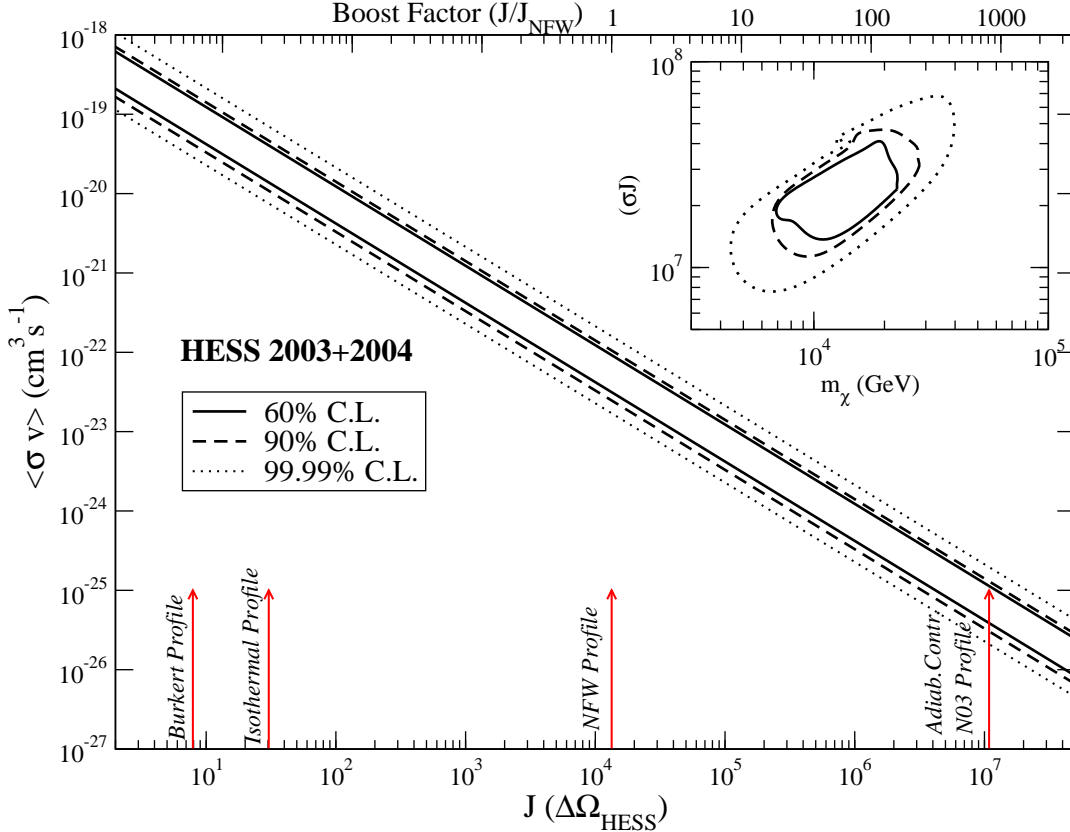 Boost Factor (J/J_NFW)
1 10 100 1000
10^-18
10^-19
10^-20
10^-21
10^-22
10^-23
10^-24
10^-25
10^-26
10^-27
<σ v> (cm^3 s^-1)
10^8
10^7
(σJ)
10^4 10^5
m_χ (GeV)
HESS 2003+2004
60% C.L.
90% C.L.
99.99% C.L.
Burkert Profile
Isothermal Profile
NFW Profile
Adiab.Contr.
N03 Profile
10^1 10^2 10^3 10^4 10^5 10^6 10^7
J (ΔΩ_HESS)